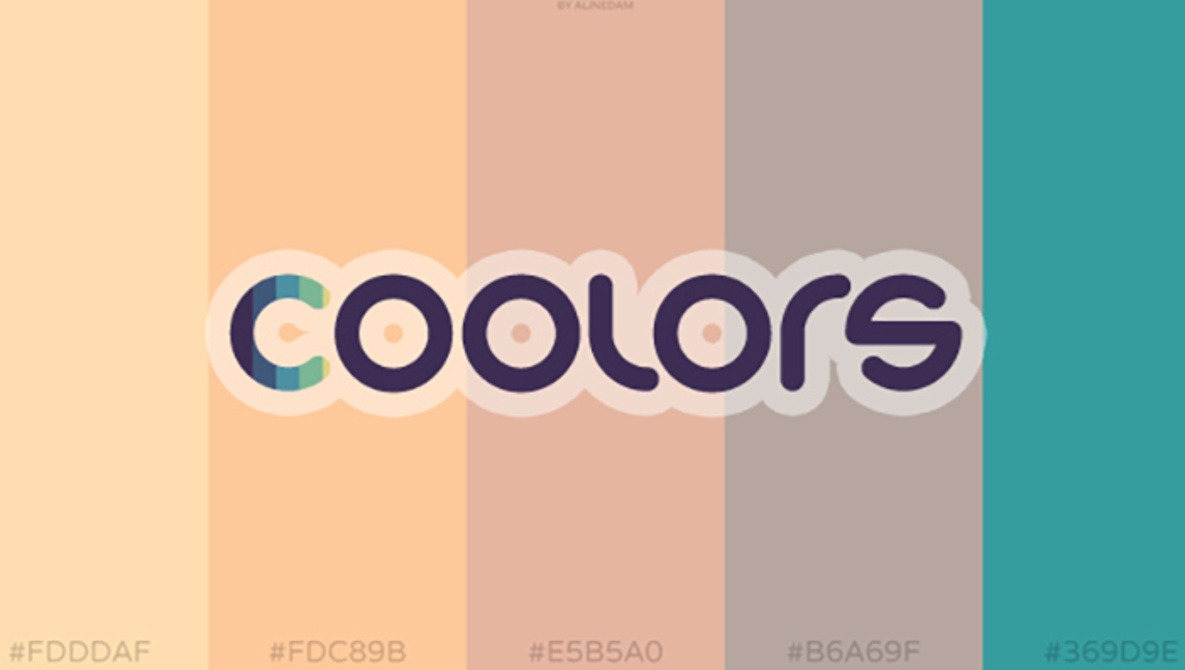 BY ALINEDAM
coolors
#FDDDAF
#FDC89B
#E5B5A0
#B6A69F
#369D9E